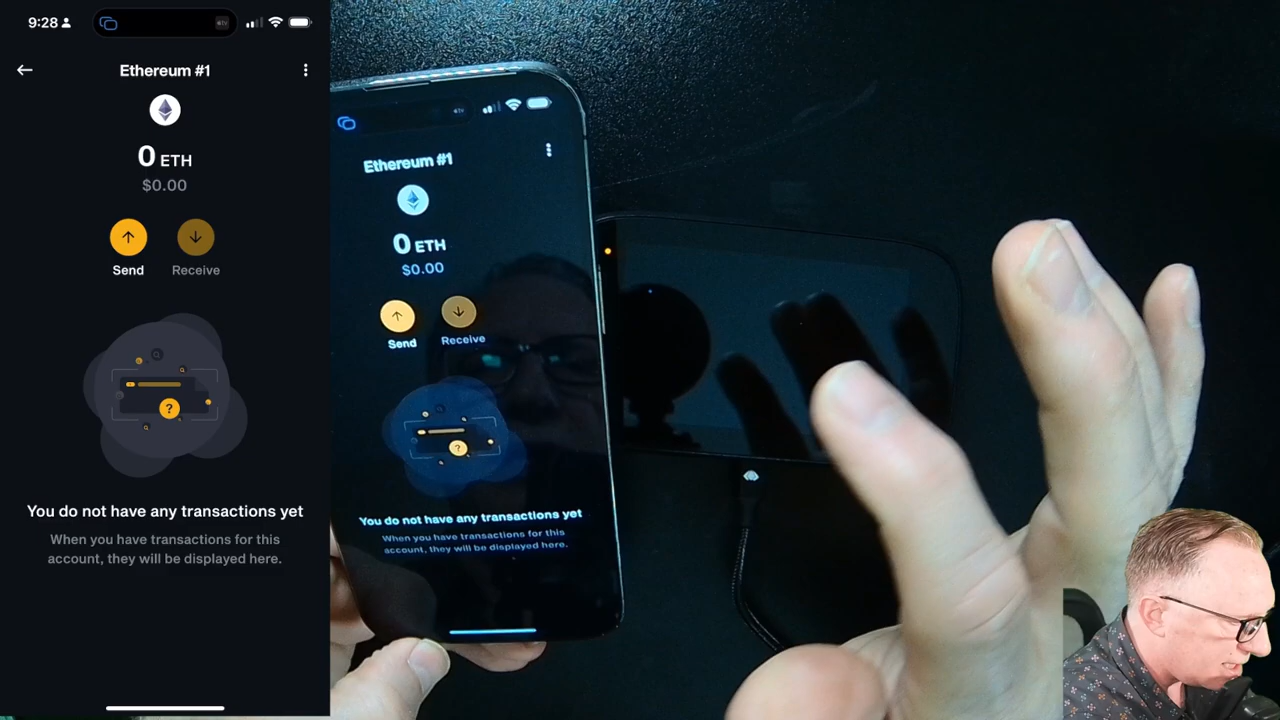 9:28
Ethereum #1
0 ETH
$0.00
Send
Receive
?
You do not have any transactions yet
When you have transactions for this
account, they will be displayed here.
Ethereum #1
0 ETH
$0.00
Send
Receive
?
You do not have any transactions yet
When you have transactions for this
account, they will be displayed here.